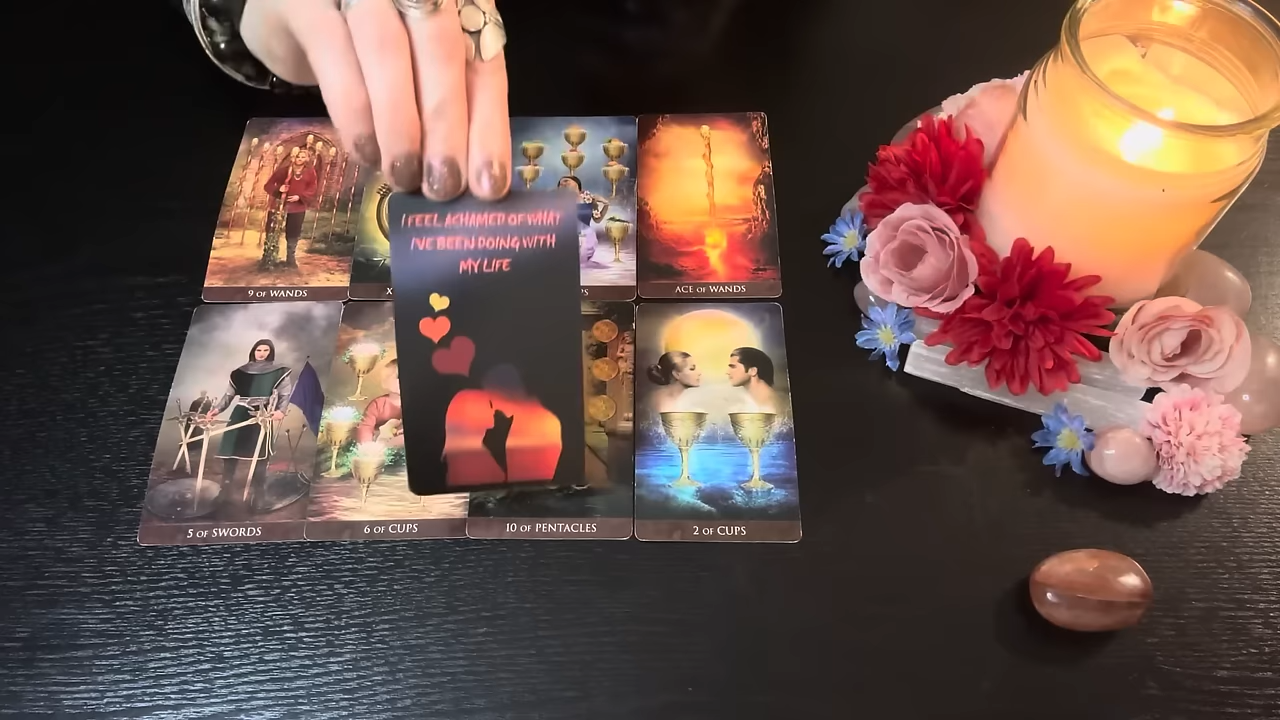 I FEEL ACHAMED OF WHAT
I'VE BEEN DOING WITH
MY LIFE
9 OF WANDS
X
PS
ACE OF WANDS
5 OF SWORDS
6 OF CUPS
10 OF PENTACLES
2 OF CUPS